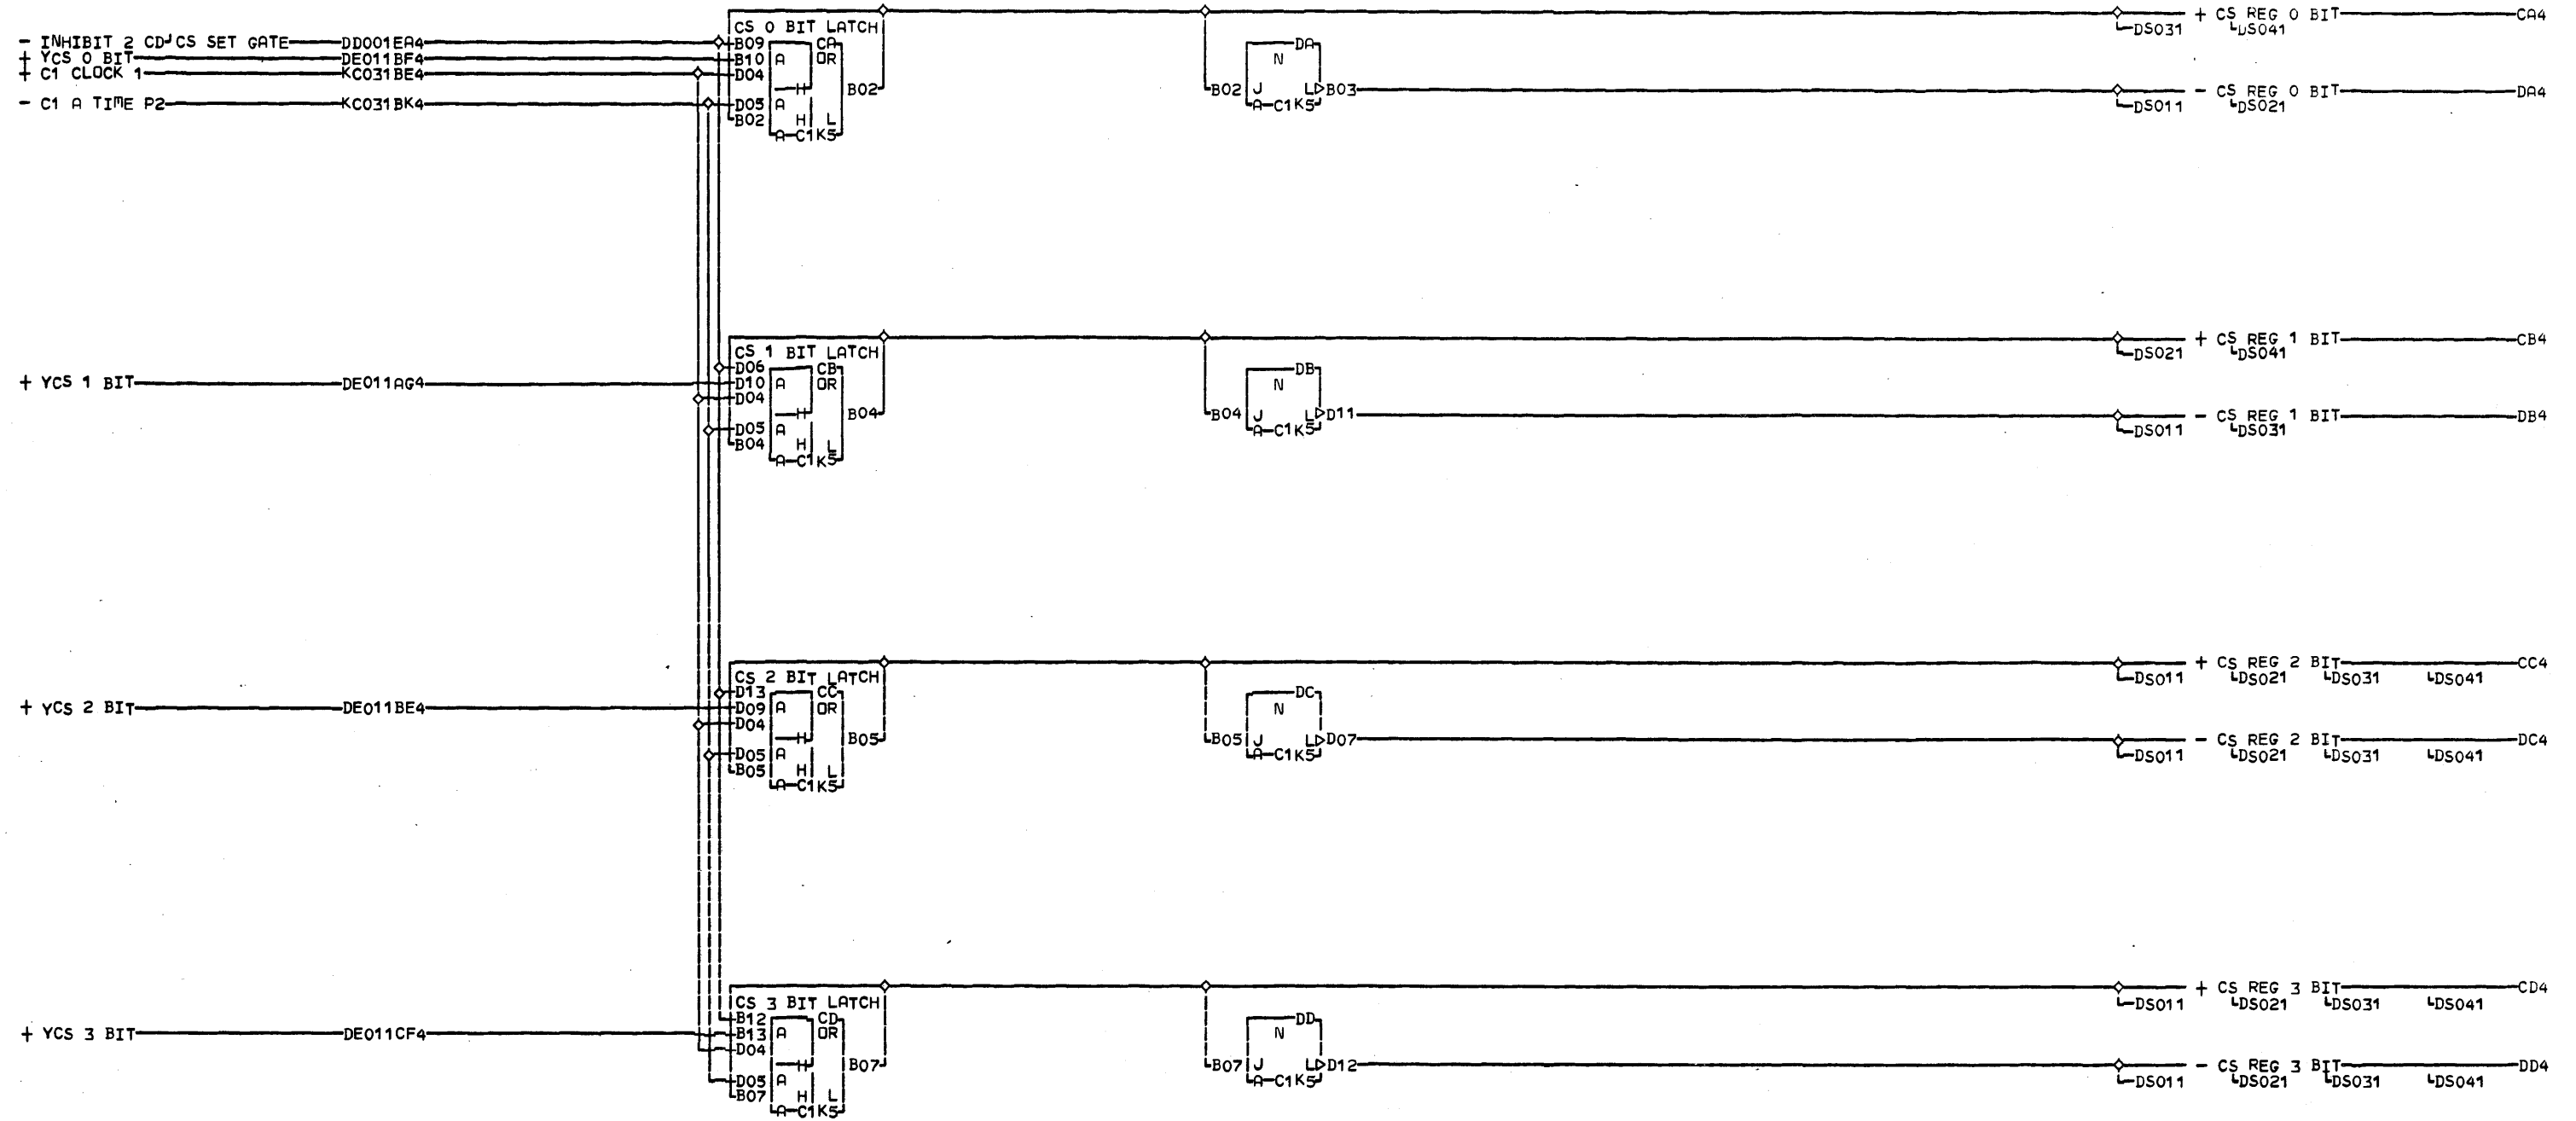 CS 0 BIT LATCH
+ CS REG 0 BIT CA4
DS031 DS041
- INHIBIT 2 CD CS SET GATE DD001EA4 B09 CA DA
+ YCS 0 BIT DE011BF4 B10 A OR N
+ C1 CLOCK 1 KC031BE4 D04
H B02 B02 J L B03 - CS REG 0 BIT DA4
- C1 A TIME P2 KC031BK4 D05 A A-C1K5 DS011 DS021
B02 H L
A-C1K5
+ CS REG 1 BIT CB4
CS 1 BIT LATCH DS021 DS041
D06 CB DB
+ YCS 1 BIT DE011AG4 D10 A OR N
D04
H B04 B04 J L D11 - CS REG 1 BIT DB4
D05 A A-C1K5 DS011 DS031
B04 H L
A-C1K5
+ CS REG 2 BIT CC4
CS 2 BIT LATCH DS011 DS021 DS031 DS041
D13 CC DC
+ YCS 2 BIT DE011BE4 D09 A OR N
D04
H B05 B05 J L D07 - CS REG 2 BIT DC4
D05 A A-C1K5 DS011 DS021 DS031 DS041
B05 H L
A-C1K5
+ CS REG 3 BIT CD4
CS 3 BIT LATCH DS011 DS021 DS031 DS041
B12 CD DD
+ YCS 3 BIT DE011CF4 B13 A OR N
D04
H B07 B07 J L D12 - CS REG 3 BIT DD4
D05 A A-C1K5 DS011 DS021 DS031 DS041
B07 H L
A-C1K5